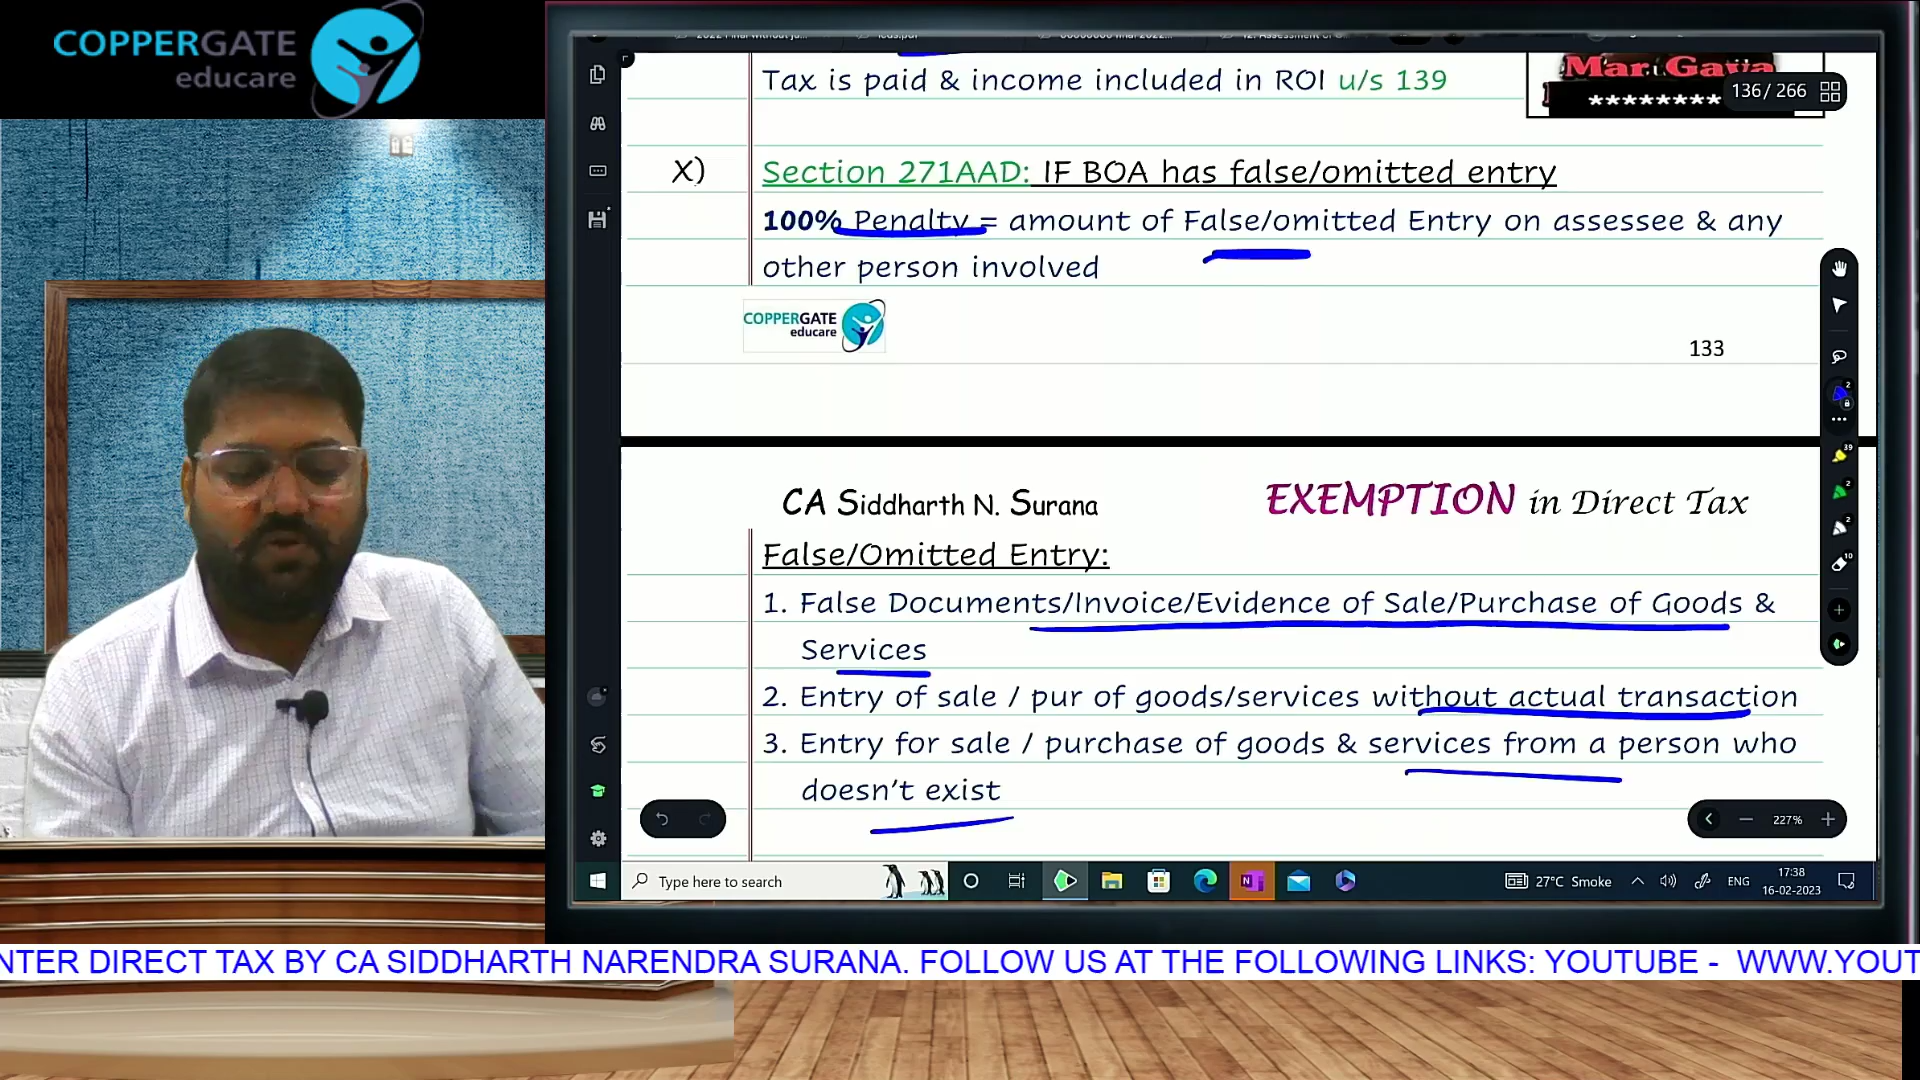 COPPERGATE
educare
Tax is paid & income included in ROI u/s 139
Mar Gaya
********
136 / 266
X)
Section 271AAD: IF BOA has false/omitted entry
100% Penalty = amount of False/omitted Entry on assessee & any
other person involved
COPPERGATE
educare
133
CA Siddharth N. Surana
EXEMPTION in Direct Tax
False/Omitted Entry:
1. False Documents/Invoice/Evidence of Sale/Purchase of Goods &
Services
2. Entry of sale / pur of goods/services without actual transaction
3. Entry for sale / purchase of goods & services from a person who
doesn't exist
227%
Type here to search
27°C Smoke
ENG
17:38
16-02-2023
NTER DIRECT TAX BY CA SIDDHARTH NARENDRA SURANA. FOLLOW US AT THE FOLLOWING LINKS: YOUTUBE - WWW.YOUT